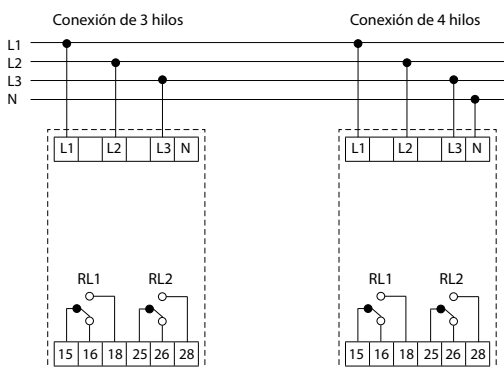 Conexión de 3 hilos Conexión de 4 hilos
L1
L2
L3
N
L1 L2 L3 N L1 L2 L3 N
RL1 RL2 RL1 RL2
15 16 18 25 26 28 15 16 18 25 26 28